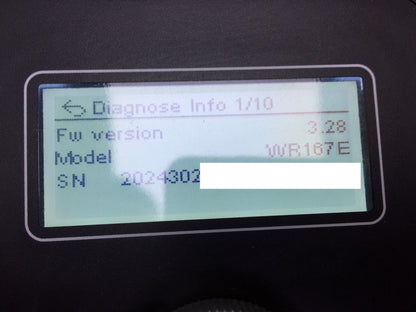 Diagnose Info 1/10
Fw version 3.28
Model WR167E
SN 2024302